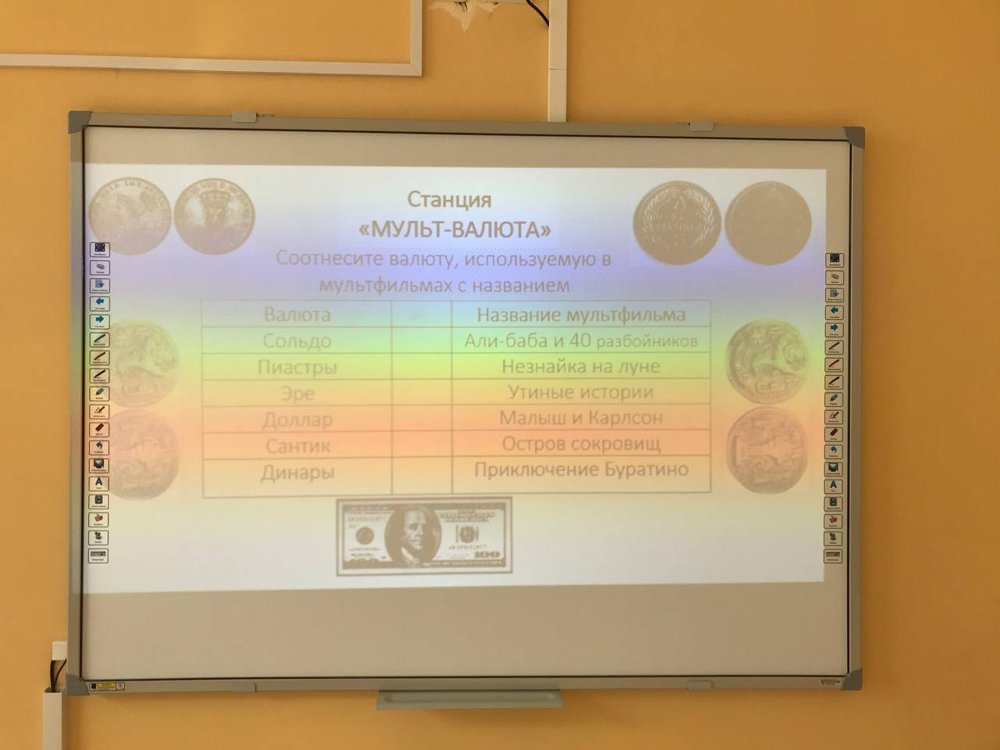 Станция
«МУЛЬТ-ВАЛЮТА»
Соотнесите валюту, используемую в
мультфильмах с названием
Валюта Название мультфильма
Сольдо Али-баба и 40 разбойников
Пиастры Незнайка на луне
Эре Утиные истории
Доллар Малыш и Карлсон
Сантик Остров сокровищ
Динары Приключение Буратино
100